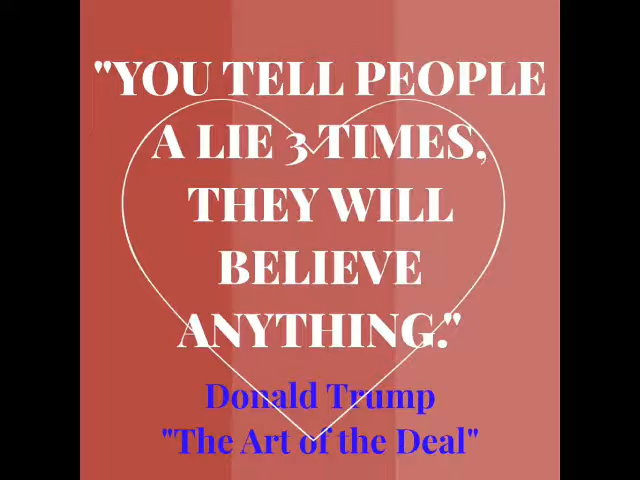 "YOU TELL PEOPLE
A LIE 3 TIMES,
THEY WILL
BELIEVE
ANYTHING."
Donald Trump
"The Art of the Deal"